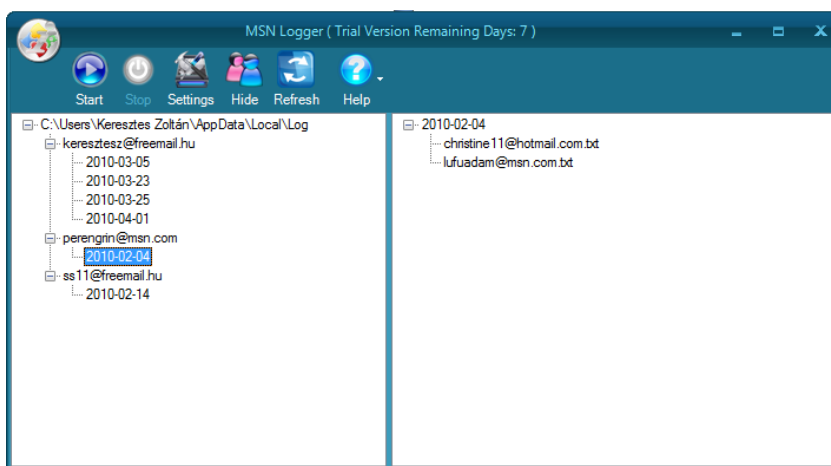 MSN Logger ( Trial Version Remaining Days: 7 )
Start Stop Settings Hide Refresh Help
C:\Users\Keresztes Zoltán\AppData\Local\Log
keresztesz@freemail.hu
2010-03-05
2010-03-23
2010-03-25
2010-04-01
perengrin@msn.com
2010-02-04
ss11@freemail.hu
2010-02-14
2010-02-04
christine11@hotmail.com.txt
lufuadam@msn.com.txt